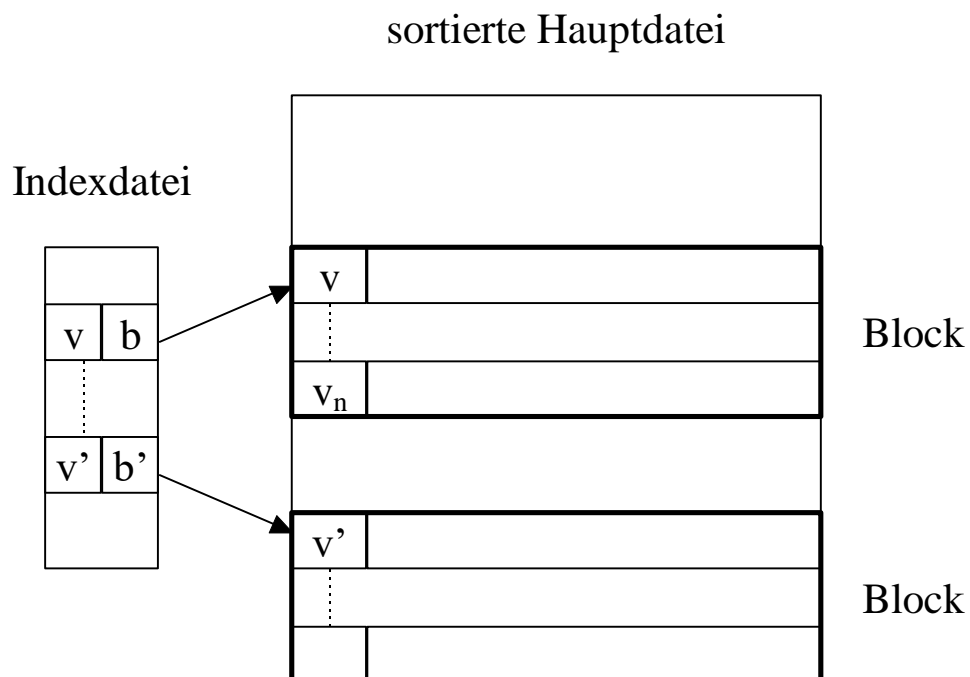 sortierte Hauptdatei
Indexdatei
v
v b
Block
vn
v’ b’
v’
Block